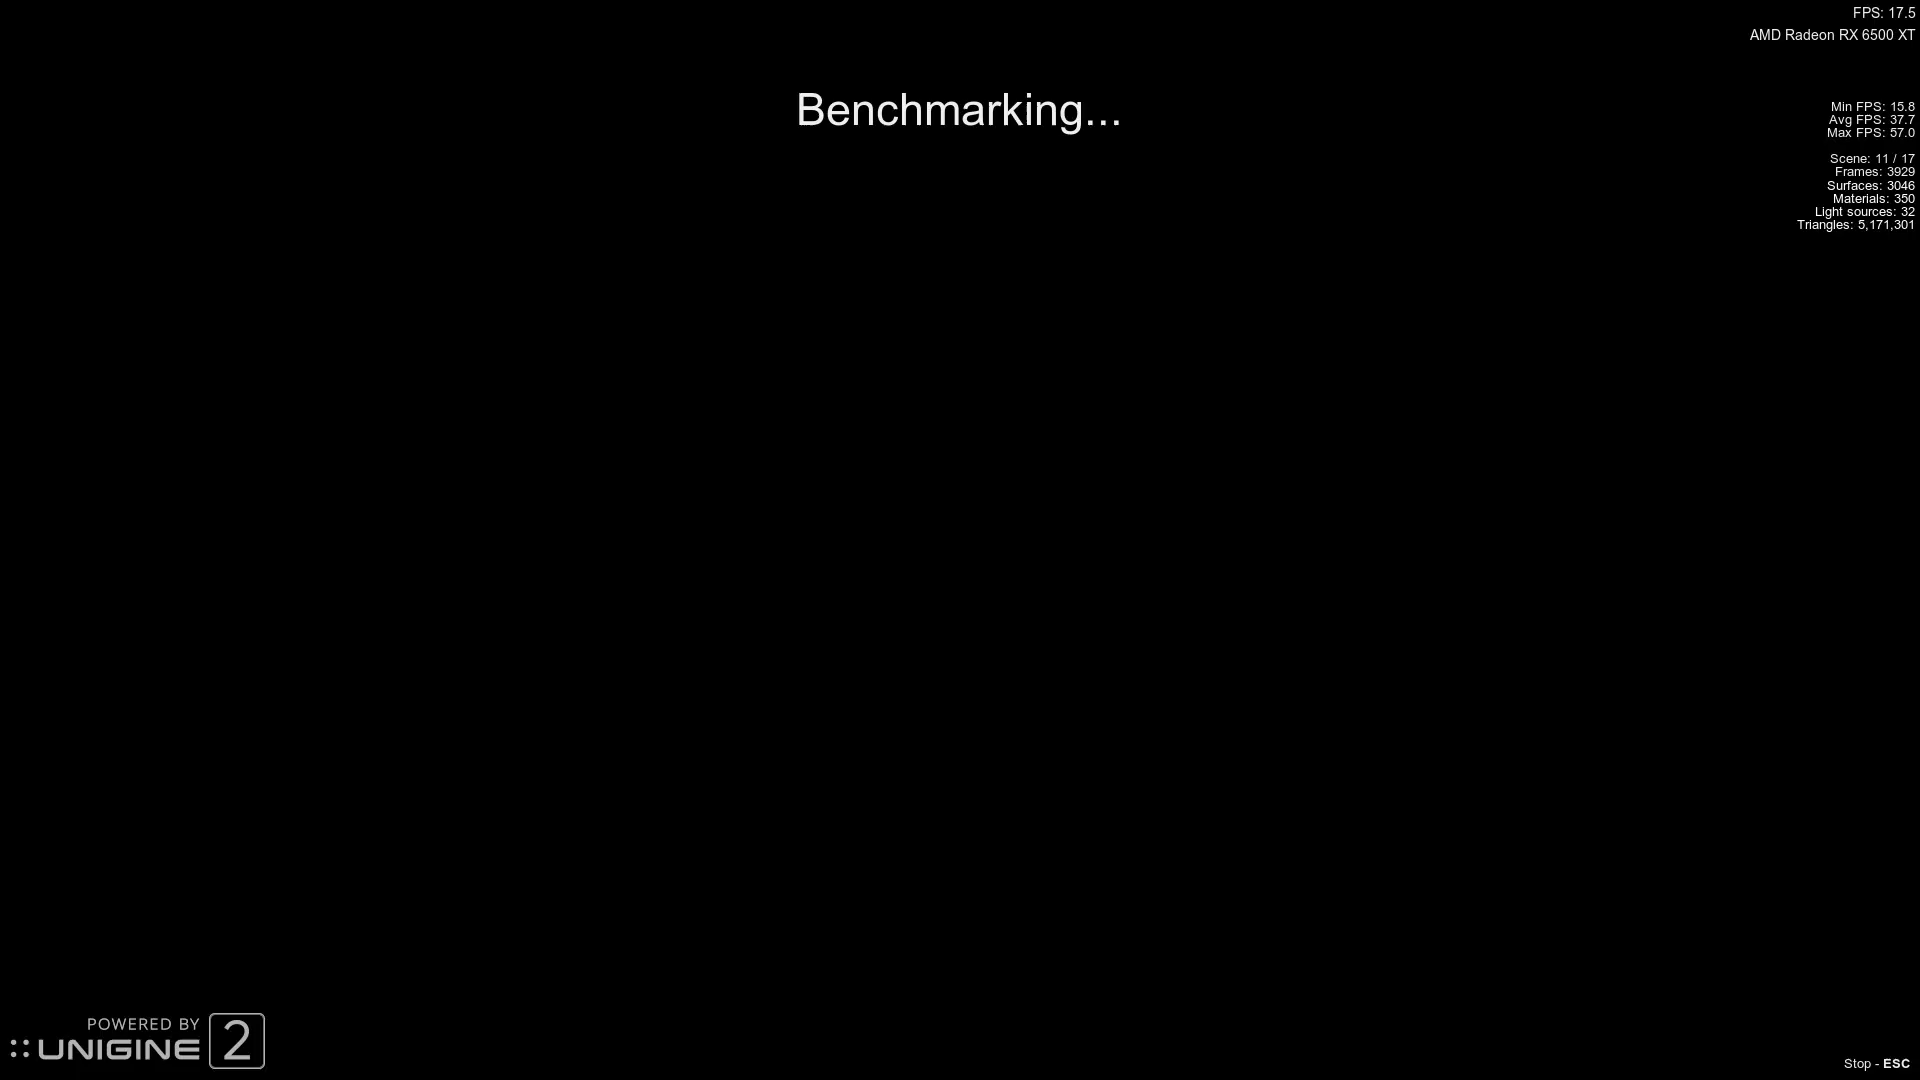 FPS: 17.5
AMD Radeon RX 6500 XT
Benchmarking...
Min FPS: 15.8
Avg FPS: 37.7
Max FPS: 57.0
Scene: 11 / 17
Frames: 3929
Surfaces: 3046
Materials: 350
Light sources: 32
Triangles: 5,171,301
POWERED BY
UNIGINE 2
Stop - ESC